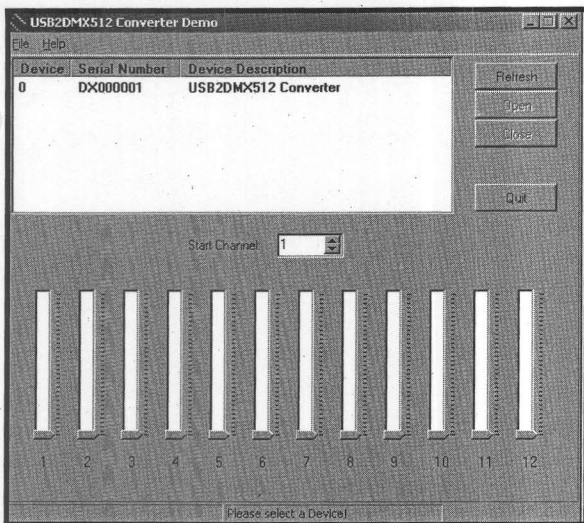 USB2DMX512 Converter Demo
File Help
Device Serial Number Device Description
0 DX000001 USB2DMX512 Converter
Refresh
Open
Close
Quit
Start Channel 1
1 2 3 4 5 6 7 8 9 10 11 12
Please select a Device!